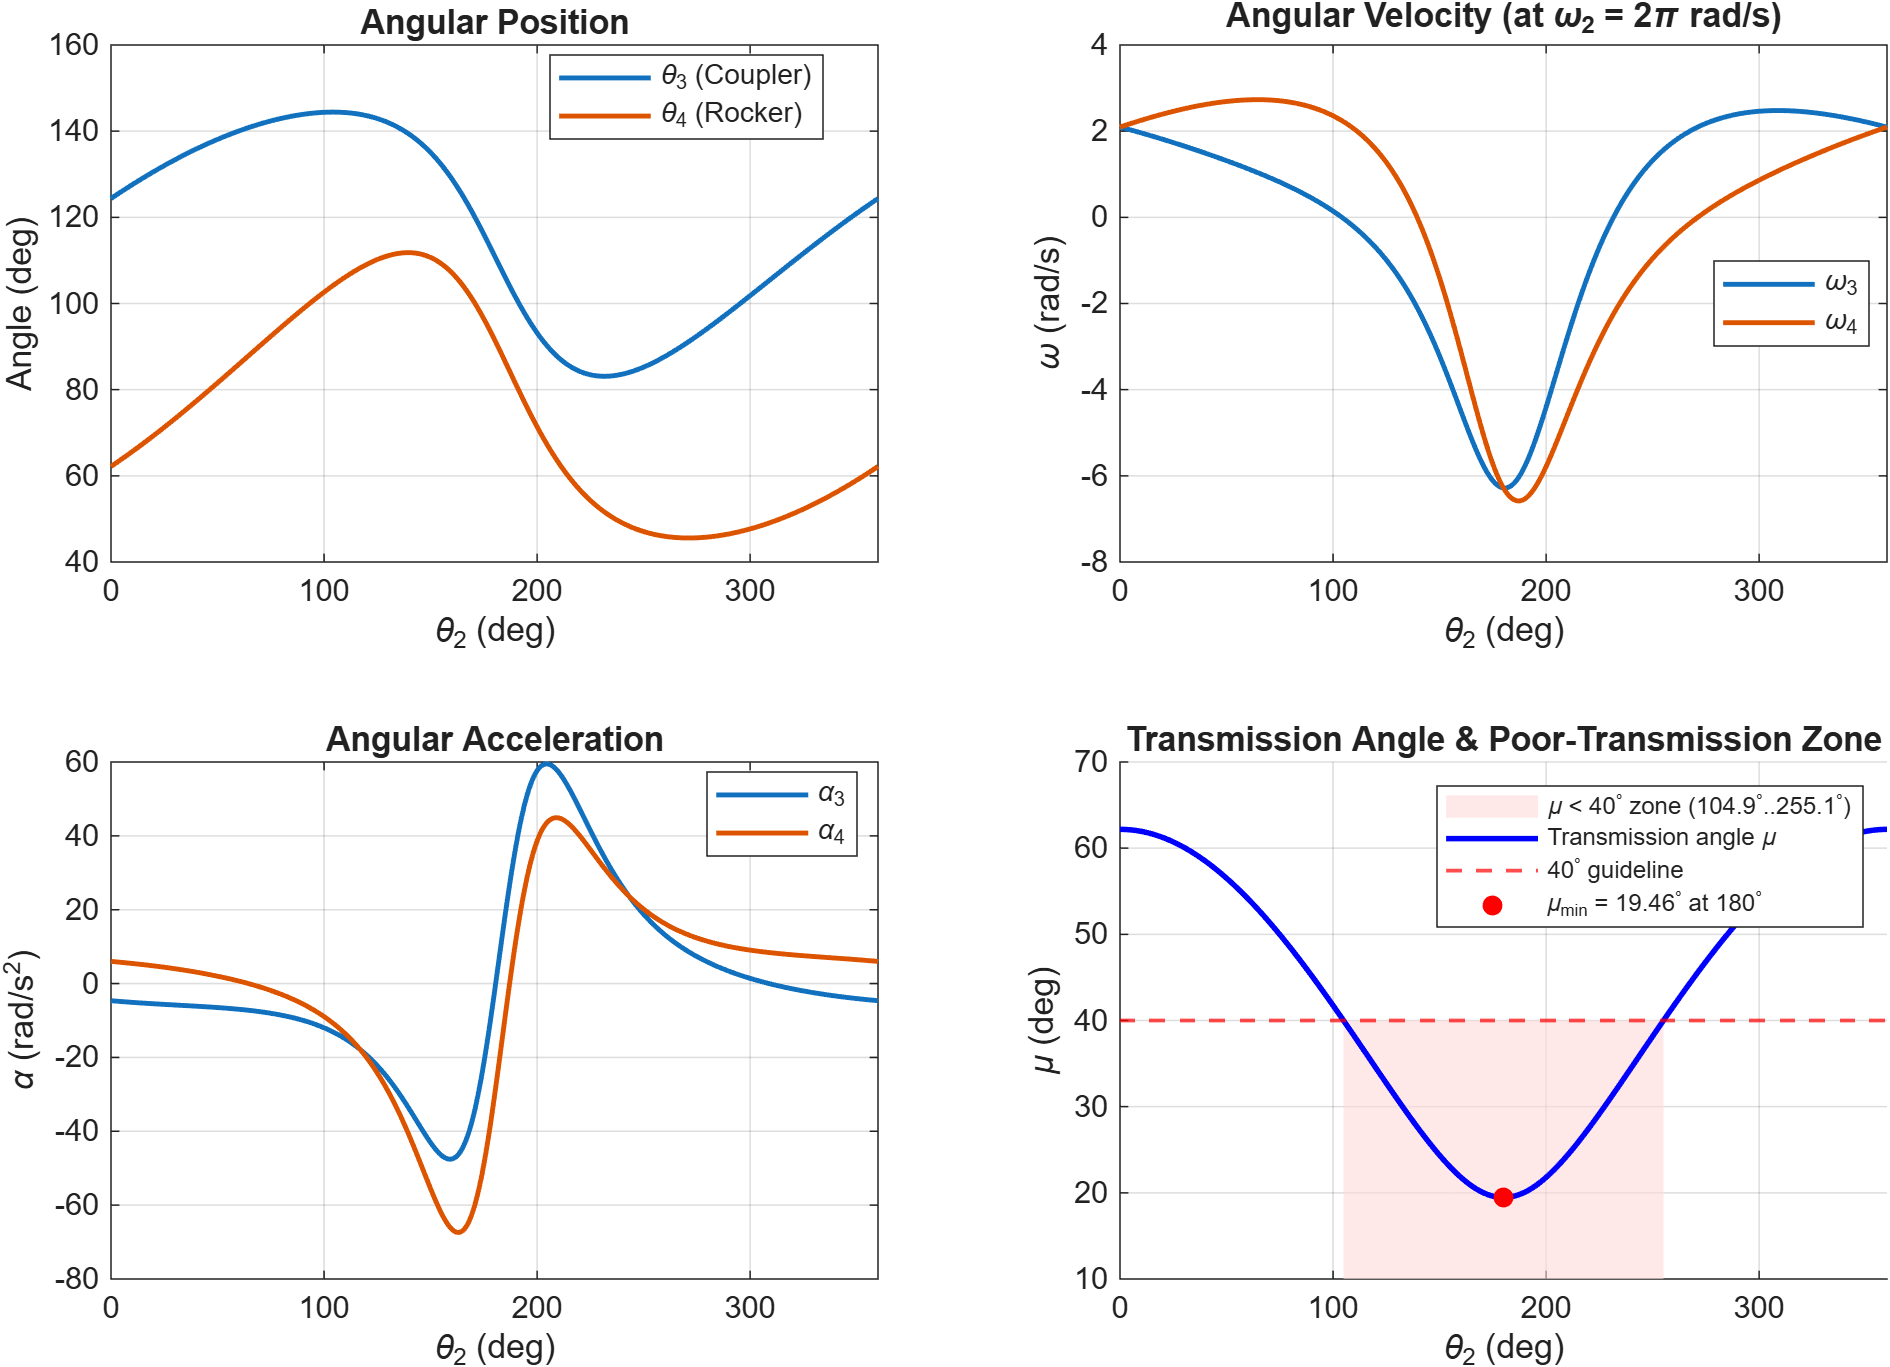 Angular Position
160
140
120
100
80
60
40
0
100
200
300
Angle (deg)
θ2 (deg)
θ3 (Coupler)
θ4 (Rocker)
Angular Velocity (at ω2 = 2π rad/s)
4
2
0
-2
-4
-6
-8
0
100
200
300
ω (rad/s)
θ2 (deg)
ω3
ω4
Angular Acceleration
60
40
20
0
-20
-40
-60
-80
0
100
200
300
α (rad/s²)
θ2 (deg)
α3
α4
Transmission Angle & Poor-Transmission Zone
70
60
50
40
30
20
10
0
100
200
300
μ (deg)
θ2 (deg)
μ < 40° zone (104.9°..255.1°)
Transmission angle μ
40° guideline
μmin = 19.46° at 180°